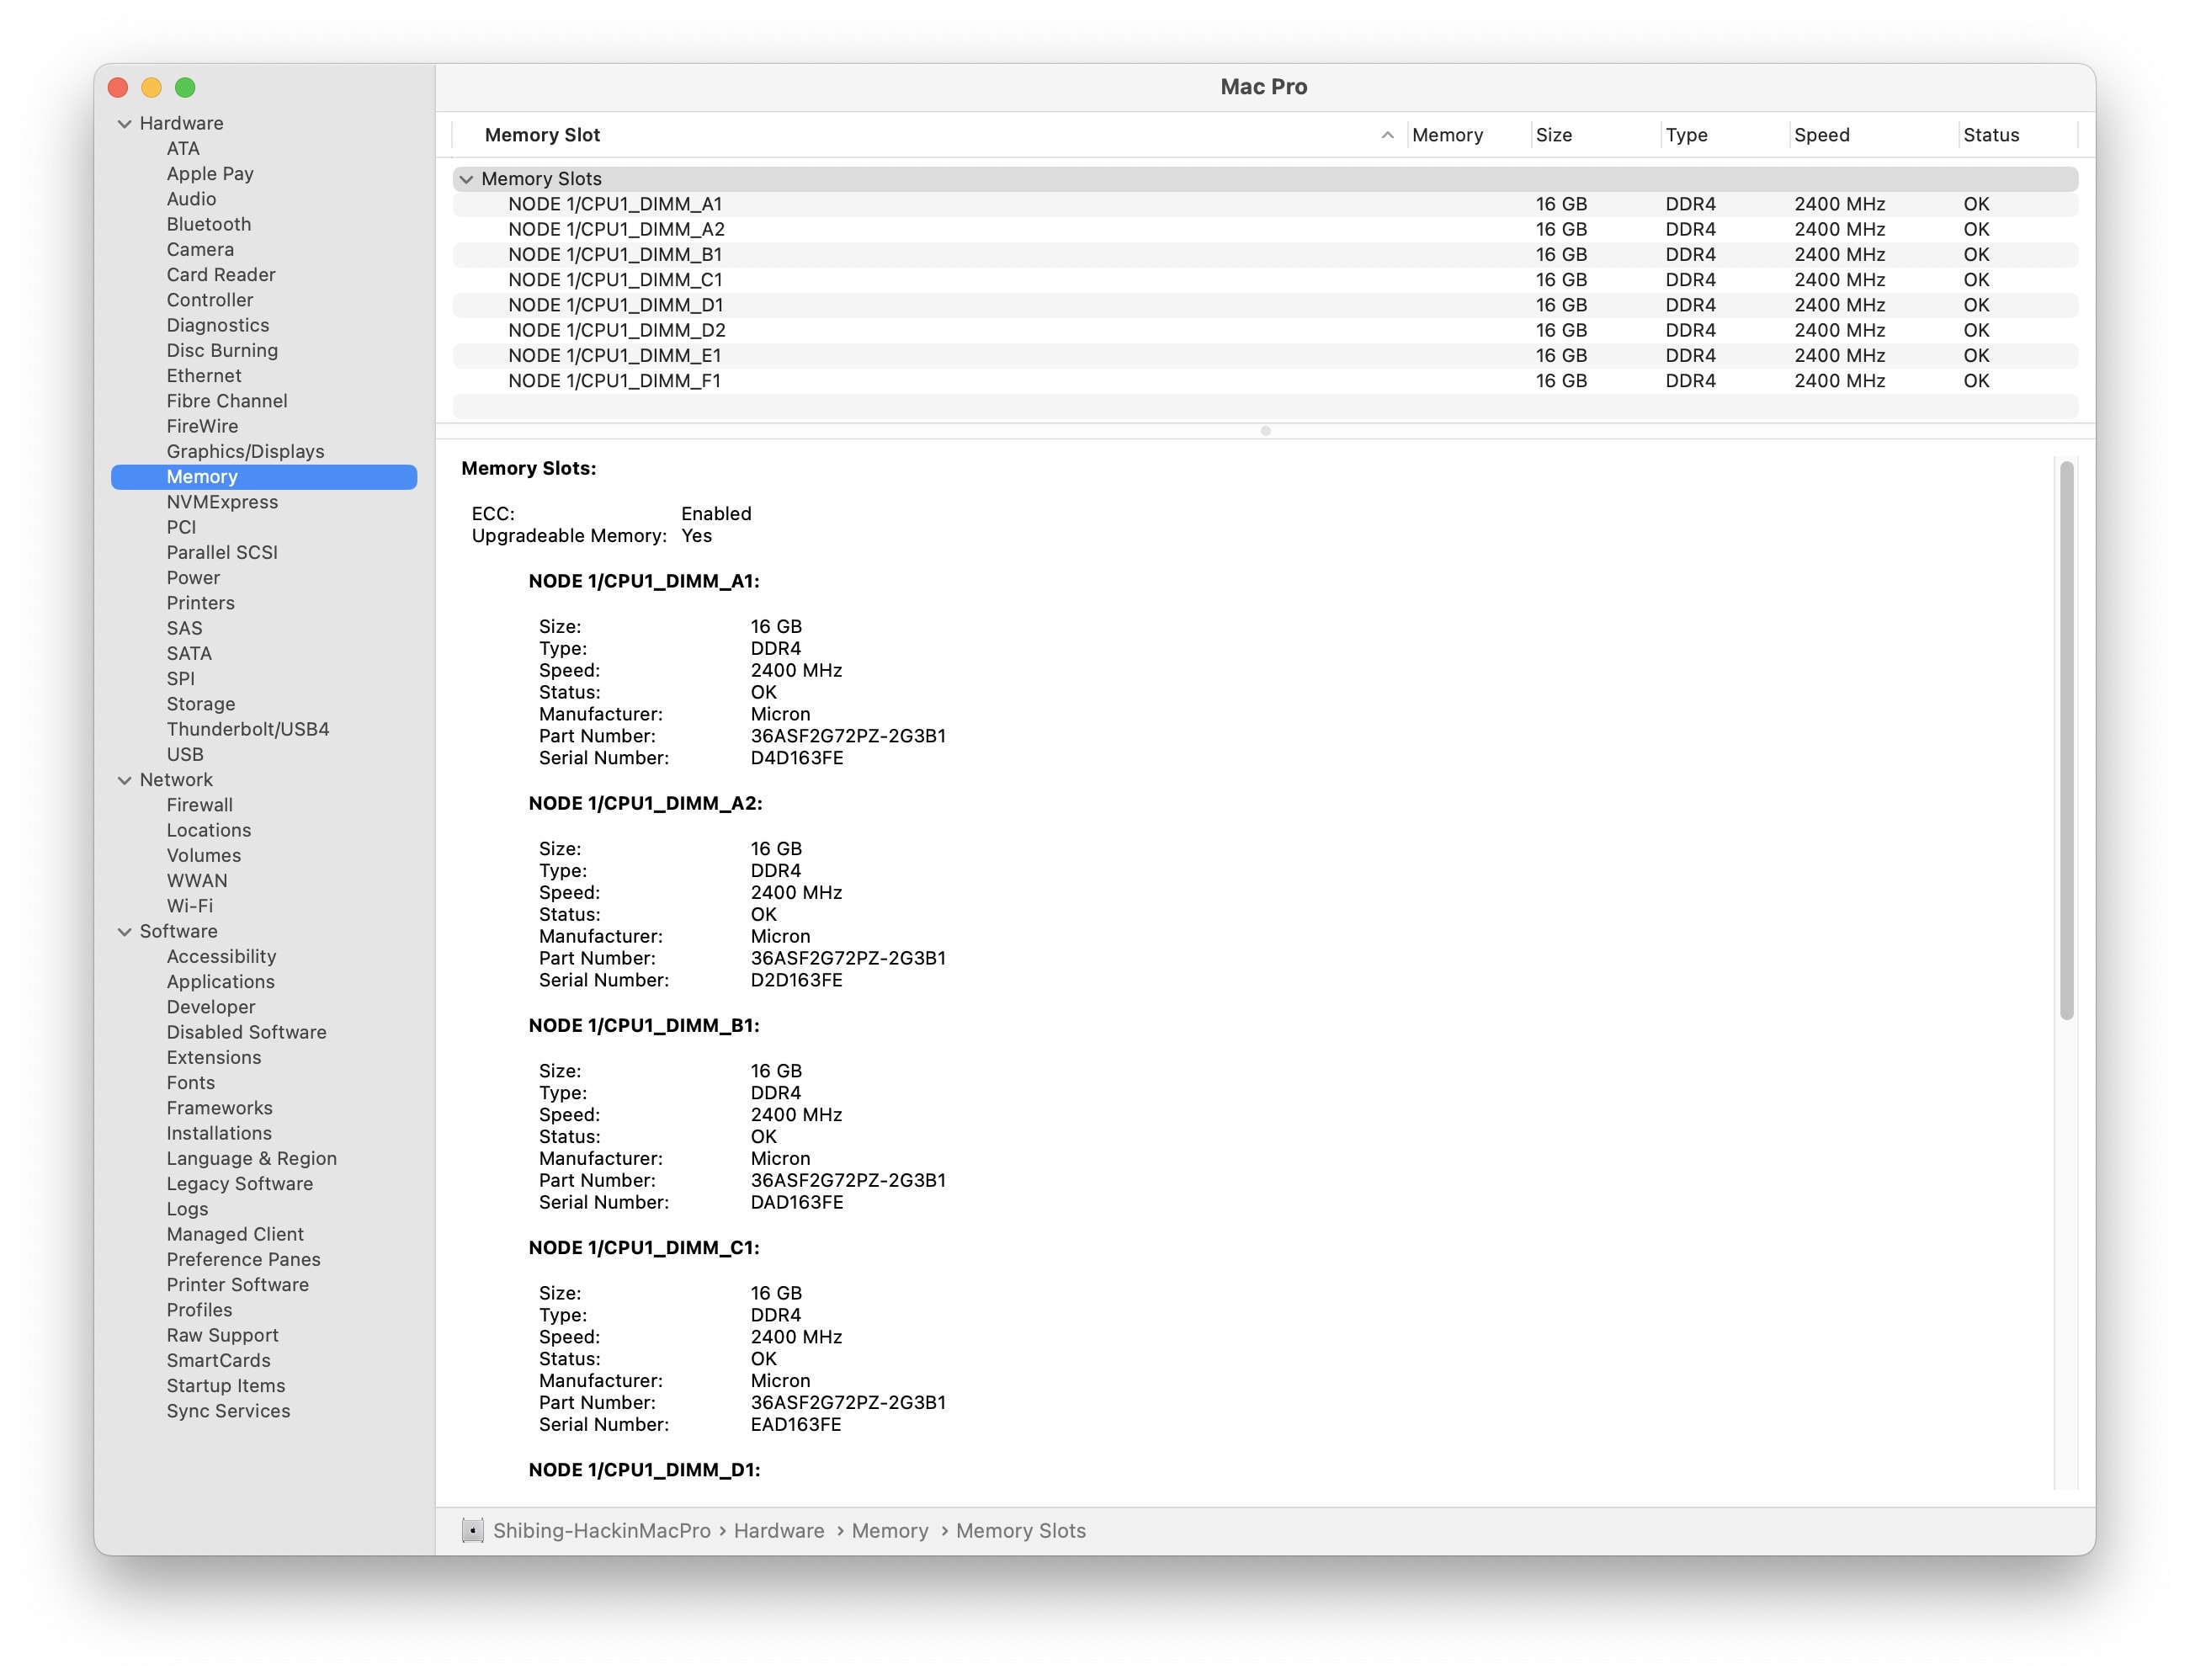 Hardware
ATA
Apple Pay
Audio
Bluetooth
Camera
Card Reader
Controller
Diagnostics
Disc Burning
Ethernet
Fibre Channel
FireWire
Graphics/Displays
Memory
NVMExpress
PCI
Parallel SCSI
Power
Printers
SAS
SATA
SPI
Storage
Thunderbolt/USB4
USB
Network
Firewall
Locations
Volumes
WWAN
Wi-Fi
Software
Accessibility
Applications
Developer
Disabled Software
Extensions
Fonts
Frameworks
Installations
Language & Region
Legacy Software
Logs
Managed Client
Preference Panes
Printer Software
Profiles
Raw Support
SmartCards
Startup Items
Sync Services
Mac Pro
Memory Slot Memory Size Type Speed Status
Memory Slots
NODE 1/CPU1_DIMM_A1 16 GB DDR4 2400 MHz OK
NODE 1/CPU1_DIMM_A2 16 GB DDR4 2400 MHz OK
NODE 1/CPU1_DIMM_B1 16 GB DDR4 2400 MHz OK
NODE 1/CPU1_DIMM_C1 16 GB DDR4 2400 MHz OK
NODE 1/CPU1_DIMM_D1 16 GB DDR4 2400 MHz OK
NODE 1/CPU1_DIMM_D2 16 GB DDR4 2400 MHz OK
NODE 1/CPU1_DIMM_E1 16 GB DDR4 2400 MHz OK
NODE 1/CPU1_DIMM_F1 16 GB DDR4 2400 MHz OK
Memory Slots:
ECC: Enabled
Upgradeable Memory: Yes
NODE 1/CPU1_DIMM_A1:
Size: 16 GB
Type: DDR4
Speed: 2400 MHz
Status: OK
Manufacturer: Micron
Part Number: 36ASF2G72PZ-2G3B1
Serial Number: D4D163FE
NODE 1/CPU1_DIMM_A2:
Size: 16 GB
Type: DDR4
Speed: 2400 MHz
Status: OK
Manufacturer: Micron
Part Number: 36ASF2G72PZ-2G3B1
Serial Number: D2D163FE
NODE 1/CPU1_DIMM_B1:
Size: 16 GB
Type: DDR4
Speed: 2400 MHz
Status: OK
Manufacturer: Micron
Part Number: 36ASF2G72PZ-2G3B1
Serial Number: DAD163FE
NODE 1/CPU1_DIMM_C1:
Size: 16 GB
Type: DDR4
Speed: 2400 MHz
Status: OK
Manufacturer: Micron
Part Number: 36ASF2G72PZ-2G3B1
Serial Number: EAD163FE
NODE 1/CPU1_DIMM_D1:
Shibing-HackinMacPro › Hardware › Memory › Memory Slots